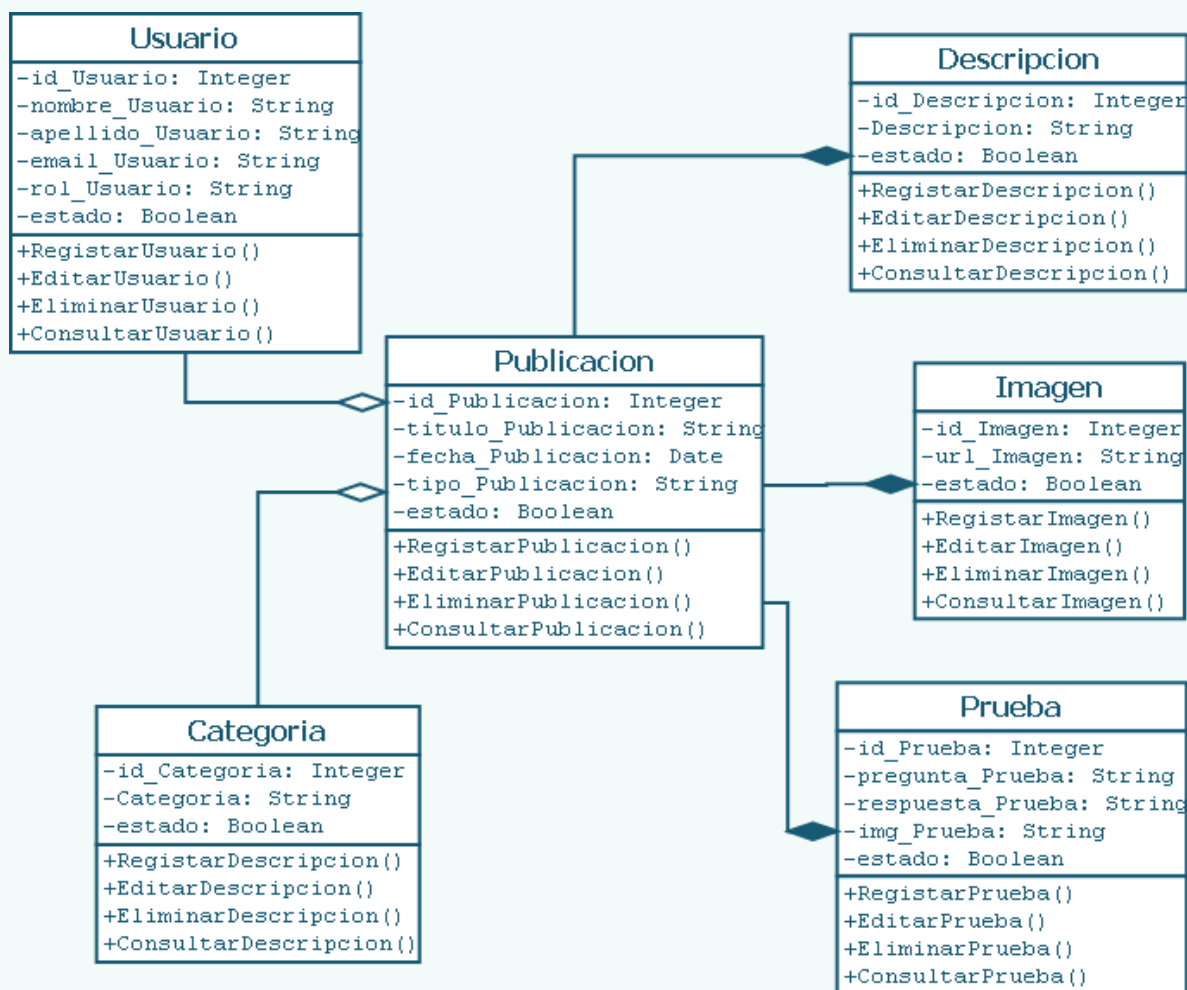 Usuario
-id_Usuario: Integer
-nombre_Usuario: String
-apellido_Usuario: String
-email_Usuario: String
-rol_Usuario: String
-estado: Boolean
+RegistarUsuario()
+EditarUsuario()
+EliminarUsuario()
+ConsultarUsuario()
Descripcion
-id_Descripcion: Integer
-Descripcion: String
-estado: Boolean
+RegistarDescripcion()
+EditarDescripcion()
+EliminarDescripcion()
+ConsultarDescripcion()
Publicacion
-id_Publicacion: Integer
-titulo_Publicacion: String
-fecha_Publicacion: Date
-tipo_Publicacion: String
-estado: Boolean
+RegistarPublicacion()
+EditarPublicacion()
+EliminarPublicacion()
+ConsultarPublicacion()
Imagen
-id_Imagen: Integer
-url_Imagen: String
-estado: Boolean
+RegistarImagen()
+EditarImagen()
+EliminarImagen()
+ConsultarImagen()
Categoría
-id_Categoria: Integer
-Categoria: String
-estado: Boolean
+RegistarDescripcion()
+EditarDescripcion()
+EliminarDescripcion()
+ConsultarDescripcion()
Prueba
-id_Prueba: Integer
-pregunta_Prueba: String
-respuesta_Prueba: String
-img_Prueba: String
-estado: Boolean
+RegistarPrueba()
+EditarPrueba()
+EliminarPrueba()
+ConsultarPrueba()